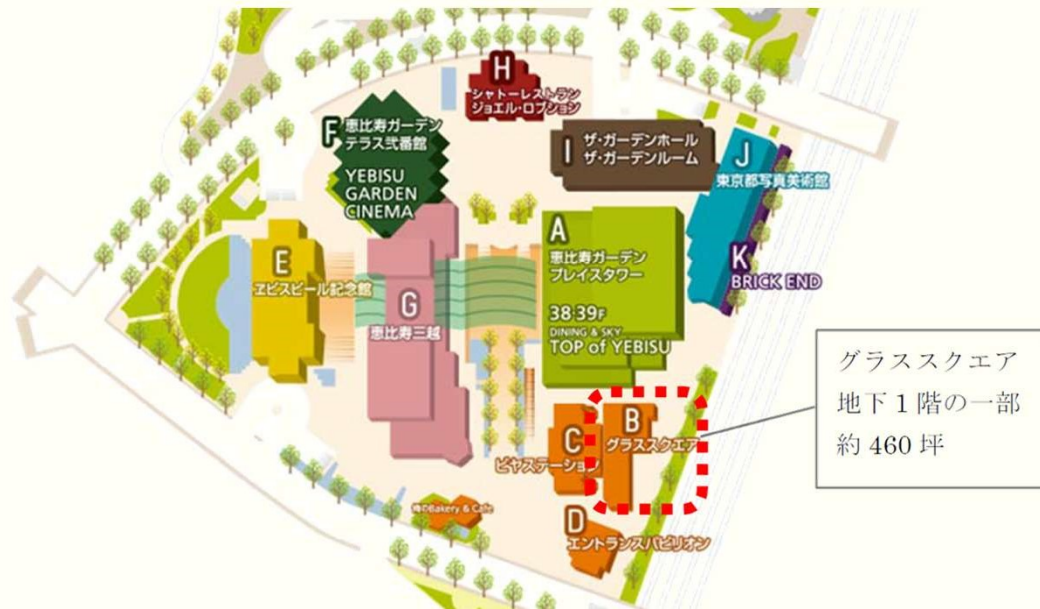 H
シャトーレストラン
ジョエル・ロブション
F
恵比寿ガーデン
テラス弐番館
YEBISU
GARDEN
CINEMA
I
ザ・ガーデンホール
ザ・ガーデンルーム
J
東京都写真美術館
K
BRICK END
A
恵比寿ガーデン
プレイスタワー
38・39F
DINING & SKY
TOP of YEBISU
E
ヱビスビール記念館
G
恵比寿三越
B
グラススクエア
C
ビヤステーション
D
エントランスパビリオン
Bakery & Cafe
グラススクエア
地下1階の一部
約460坪